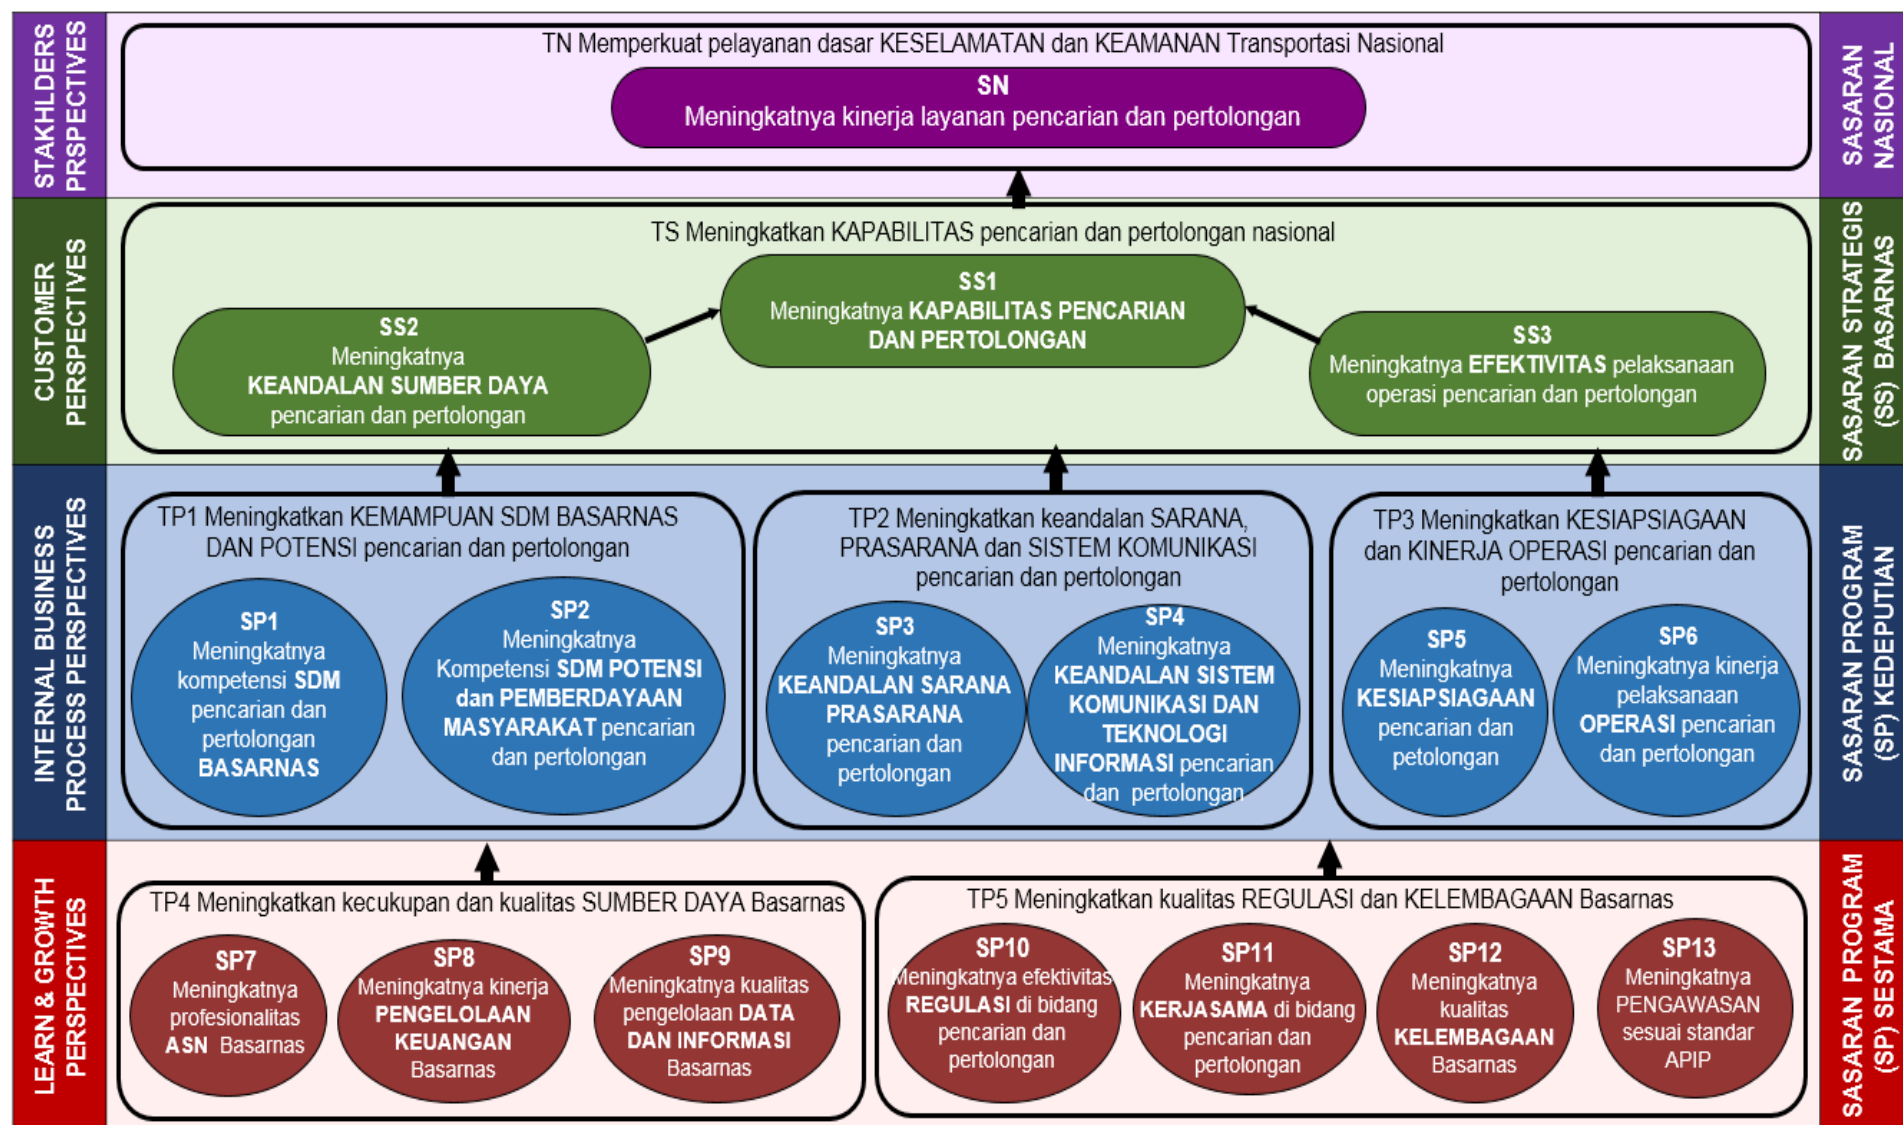 STAKHLDERS
PRSPECTIVES
TN Memperkuat pelayanan dasar KESELAMATAN dan KEAMANAN Transportasi Nasional
SN
Meningkatnya kinerja layanan pencarian dan pertolongan
SASARAN
NASIONAL
CUSTOMER
PERSPECTIVES
TS Meningkatkan KAPABILITAS pencarian dan pertolongan nasional
SS2
Meningkatnya
KEANDALAN SUMBER DAYA
pencarian dan pertolongan
SS1
Meningkatnya KAPABILITAS PENCARIAN
DAN PERTOLONGAN
SS3
Meningkatnya EFEKTIVITAS pelaksanaan
operasi pencarian dan pertolongan
SASARAN STRATEGIS
(SS) BASARNAS
INTERNAL BUSINESS
PROCESS PERSPECTIVES
TP1 Meningkatkan KEMAMPUAN SDM BASARNAS
DAN POTENSI pencarian dan pertolongan
SP1
Meningkatnya
kompetensi SDM
pencarian dan
pertolongan
BASARNAS
SP2
Meningkatnya
Kompetensi SDM POTENSI
dan PEMBERDAYAAN
MASYARAKAT pencarian
dan pertolongan
TP2 Meningkatkan keandalan SARANA,
PRASARANA dan SISTEM KOMUNIKASI
pencarian dan pertolongan
SP3
Meningkatnya
KEANDALAN SARANA
PRASARANA
pencarian dan
pertolongan
SP4
Meningkatnya
KEANDALAN SISTEM
KOMUNIKASI DAN
TEKNOLOGI
INFORMASI pencarian
dan pertolongan
TP3 Meningkatkan KESIAPSIAGAAN
dan KINERJA OPERASI pencarian dan
pertolongan
SP5
Meningkatnya
KESIAPSIAGAAN
pencarian dan
petolongan
SP6
Meningkatnya kinerja
pelaksanaan
OPERASI pencarian
dan pertolongan
SASARAN PROGRAM
(SP) KEDEPUTIAN
LEARN & GROWTH
PERSPECTIVES
TP4 Meningkatkan kecukupan dan kualitas SUMBER DAYA Basarnas
SP7
Meningkatnya
profesionalitas
ASN Basarnas
SP8
Meningkatnya kinerja
PENGELOLAAN
KEUANGAN
Basarnas
SP9
Meningkatnya kualitas
pengelolaan DATA
DAN INFORMASI
Basarnas
TP5 Meningkatkan kualitas REGULASI dan KELEMBAGAAN Basarnas
SP10
Meningkatnya efektivitas
REGULASI di bidang
pencarian dan
pertolongan
SP11
Meningkatnya
KERJASAMA di bidang
pencarian dan
pertolongan
SP12
Meningkatnya
kualitas
KELEMBAGAAN
Basarnas
SP13
Meningkatnya
PENGAWASAN
sesuai standar
APIP
SASARAN PROGRAM
(SP) SESTAMA